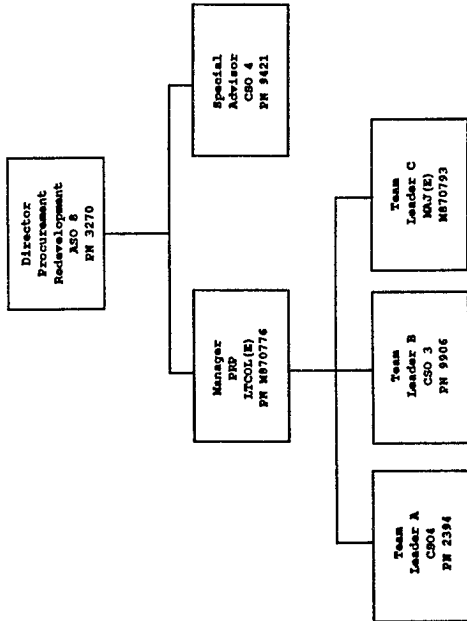 Director
Procurement
Redevelopment
ASO 8
PN 3270
Manager
PRP
LTCOL(E)
PN M870776
Special
Advisor
CSO 4
PN 9421
Team
Leader A
CSO4
PN 2394
Team
Leader B
CSO 3
PN 9906
Team
Leader C
MAJ(E)
M870793